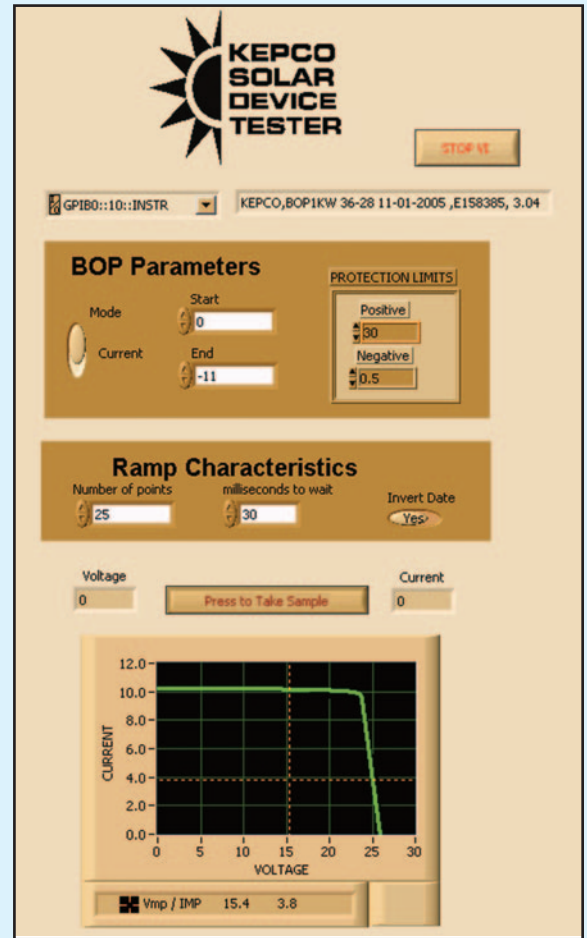 KEPCO
SOLAR
DEVICE
TESTER
STOP VI
GPIB0::10::INSTR
KEPCO,BOP1KW 36-28 11-01-2005 ,E158385, 3.04
BOP Parameters
Mode
Current
Start
0
End
-11
PROTECTION LIMITS
Positive
30
Negative
0.5
Ramp Characteristics
Number of points
25
milliseconds to wait
30
Invert Date
Yes
Voltage
0
Press to Take Sample
Current
0
CURRENT
12.0
10.0
8.0
6.0
4.0
2.0
0.0
0 5 10 15 20 25 30
VOLTAGE
Vmp / IMP 15.4 3.8